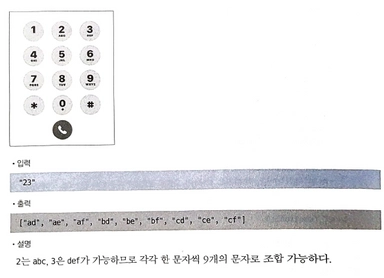 1 2 3
ABC DEF
4 5 6
GHI JKL MNO
7 8 9
PQRS TUV WXYZ
* 0 #
• 입력
"23"
• 출력
["ad", "ae", "af", "bd", "be", "bf", "cd", "ce", "cf"]
• 설명
2는 abc, 3은 def가 가능하므로 각각 한 문자씩 9개의 문자로 조합 가능하다.